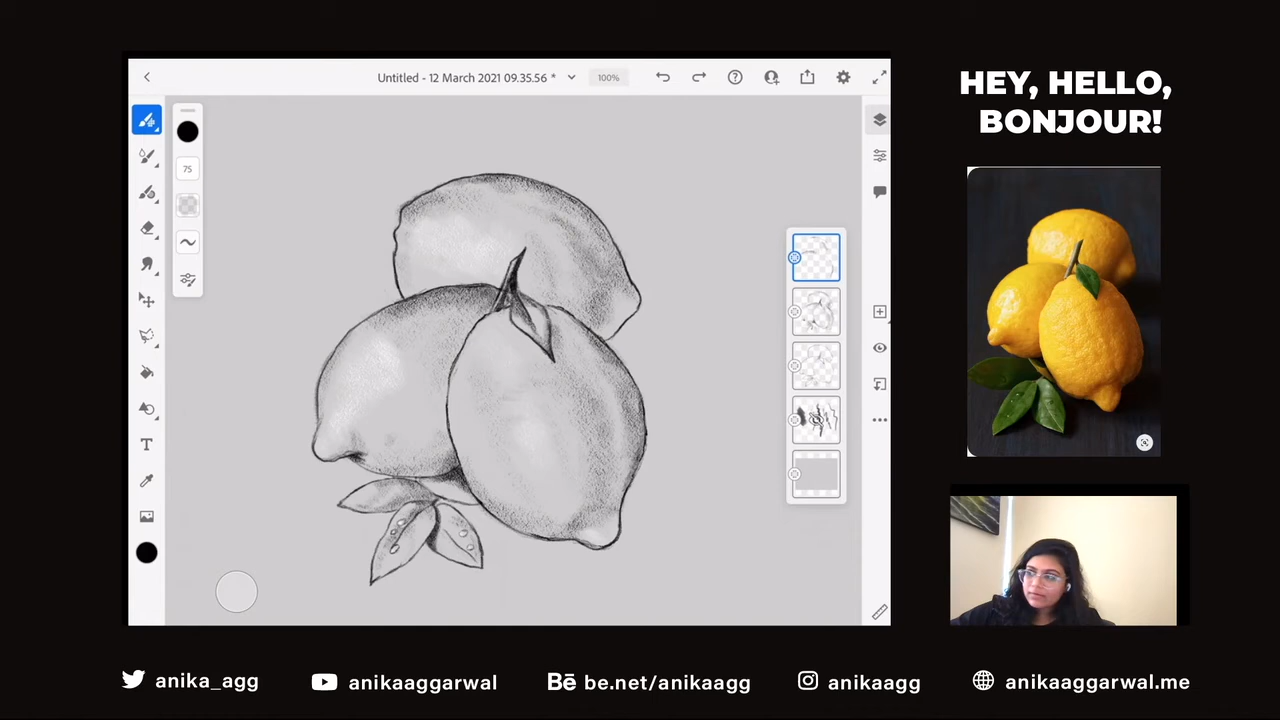 Untitled - 12 March 2021 09.35.56 *
100%
HEY, HELLO,
BONJOUR!
75
T
anika_agg
anikaaggarwal
Bē be.net/anikaagg
anikaagg
anikaaggarwal.me